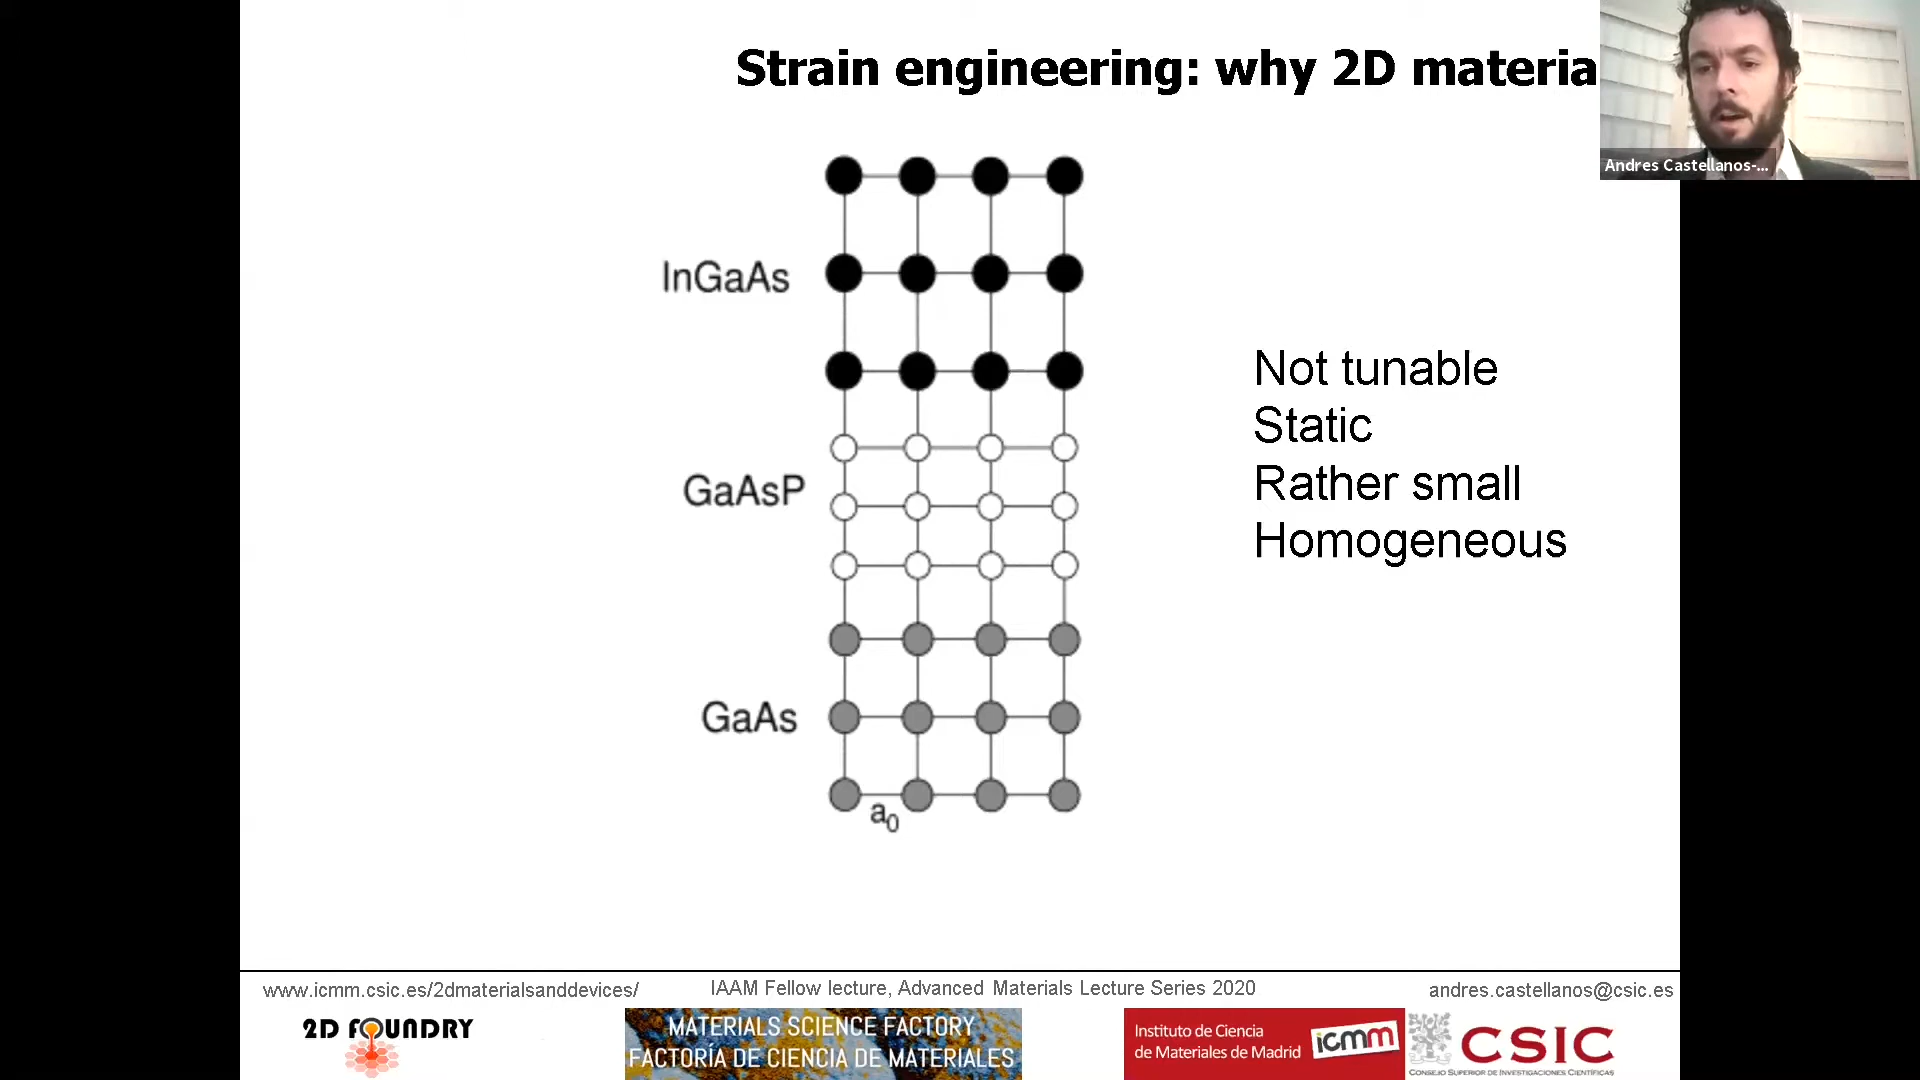 Strain engineering: why 2D materia
Andres Castellanos-...
InGaAs
GaAsP
GaAs
a0
Not tunable
Static
Rather small
Homogeneous
www.icmm.csic.es/2dmaterialsanddevices/
IAAM Fellow lecture, Advanced Materials Lecture Series 2020
andres.castellanos@csic.es
2D FOUNDRY
MATERIALS SCIENCE FACTORY
FACTORÍA DE CIENCIA DE MATERIALES
Instituto de Ciencia
de Materiales de Madrid
icmm
CSIC
CONSEJO SUPERIOR DE INVESTIGACIONES CIENTÍFICAS